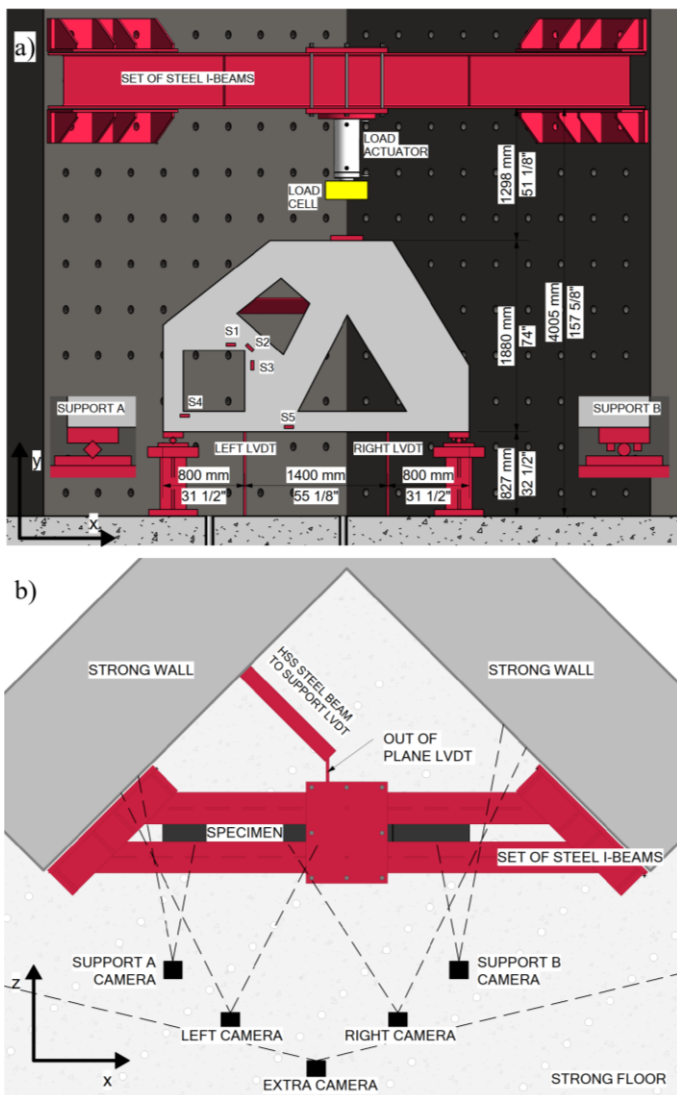 a)
SET OF STEEL I-BEAMS
LOAD
ACTUATOR
LOAD
CELL
1298 mm
51 1/8"
S1
S2
S3
S4
S5
1880 mm
74"
4005 mm
157 5/8"
SUPPORT A
SUPPORT B
LEFT LVDT
RIGHT LVDT
y
x
800 mm
31 1/2"
1400 mm
55 1/8"
800 mm
31 1/2"
827 mm
32 1/2"
b)
STRONG WALL
HSS STEEL BEAM
TO SUPPORT LVDT
STRONG WALL
OUT OF
PLANE LVDT
SPECIMEN
SET OF STEEL I-BEAMS
SUPPORT A
CAMERA
SUPPORT B
CAMERA
z
x
LEFT CAMERA
RIGHT CAMERA
EXTRA CAMERA
STRONG FLOOR